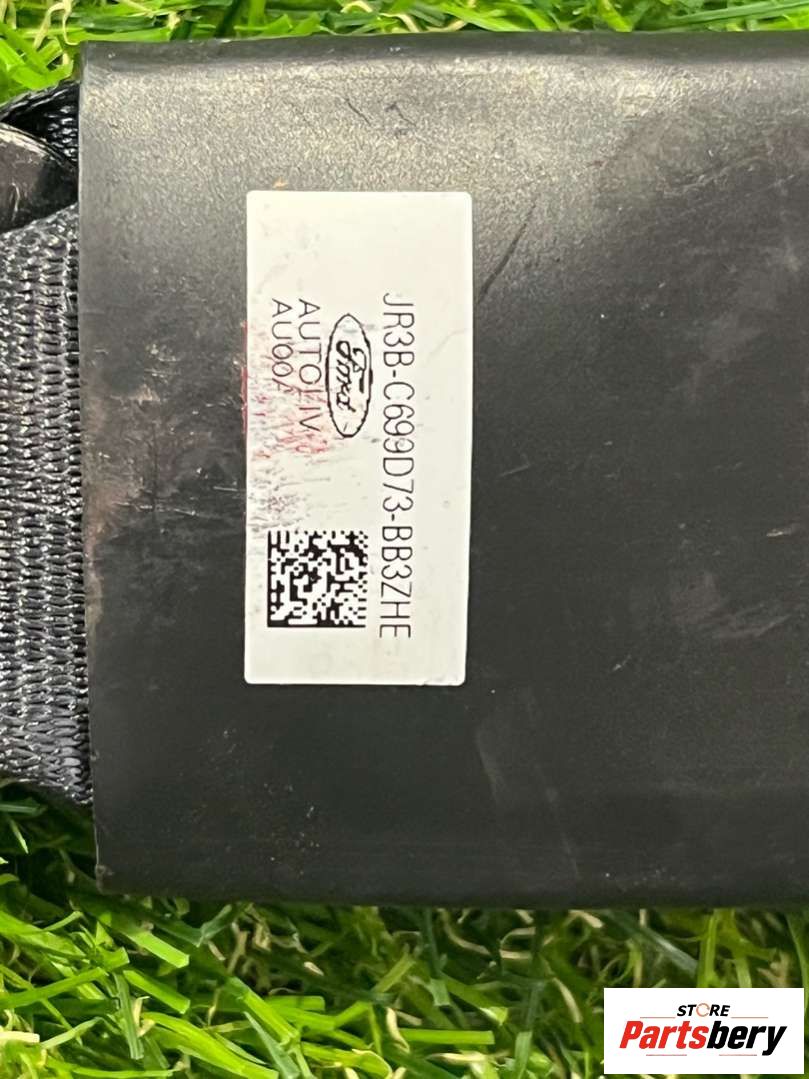 JR3B-C699D73-BB3ZHE
Ford
AUTOLIV
AU00A
STORE
Partsbery